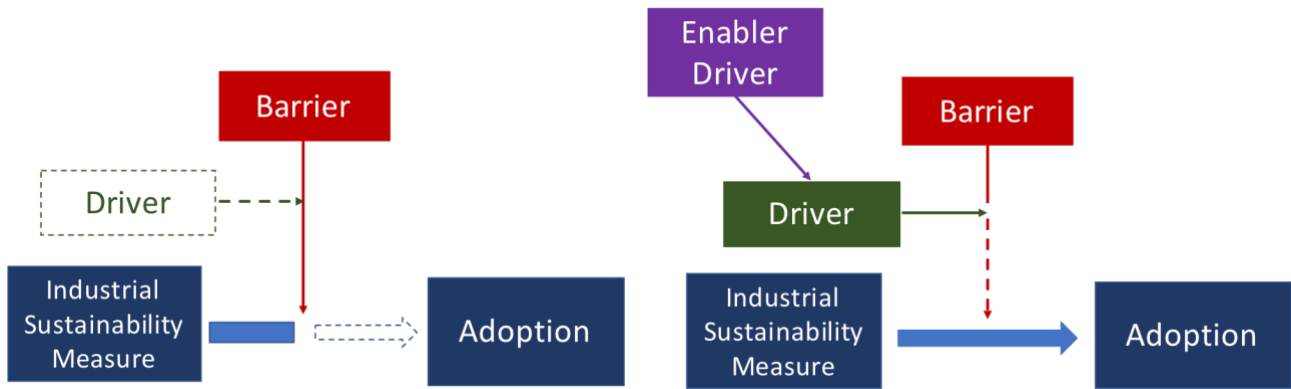 Barrier
Driver
Industrial
Sustainability
Measure
Adoption
Enabler
Driver
Barrier
Driver
Industrial
Sustainability
Measure
Adoption